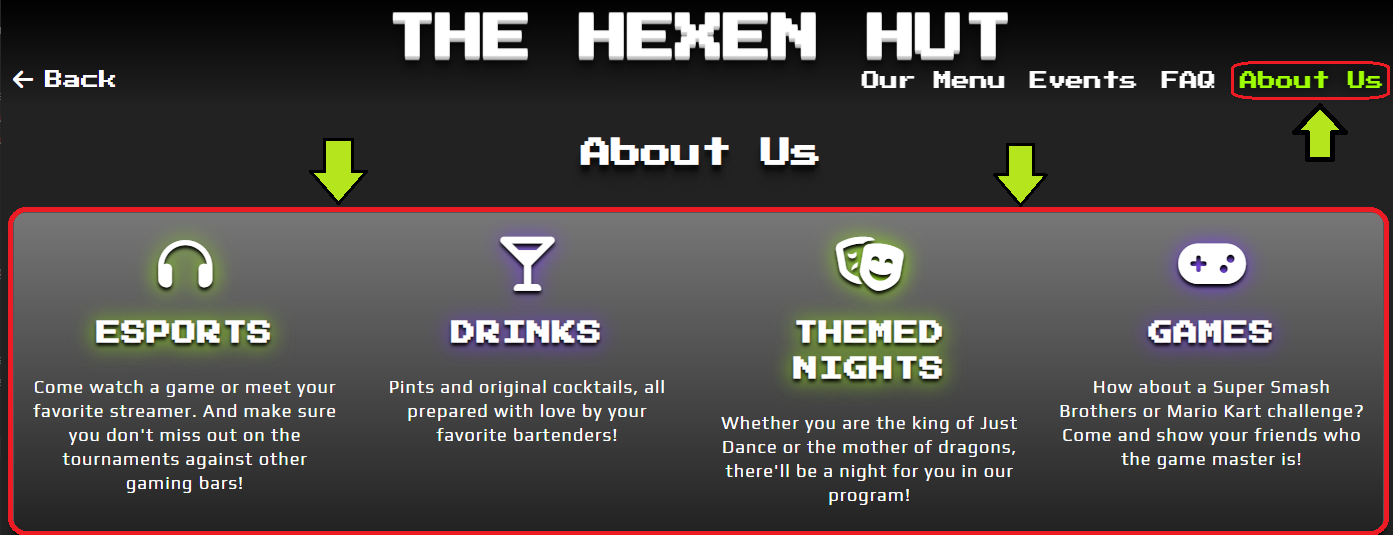 THE HEXEN HUT
← Back
Our Menu Events FAQ About Us
About Us
ESPORTS
Come watch a game or meet your
favorite streamer. And make sure
you don't miss out on the
tournaments against other
gaming bars!
DRINKS
Pints and original cocktails, all
prepared with love by your
favorite bartenders!
THEMED
NIGHTS
Whether you are the king of Just
Dance or the mother of dragons,
there'll be a night for you in our
program!
GAMES
How about a Super Smash
Brothers or Mario Kart challenge?
Come and show your friends who
the game master is!